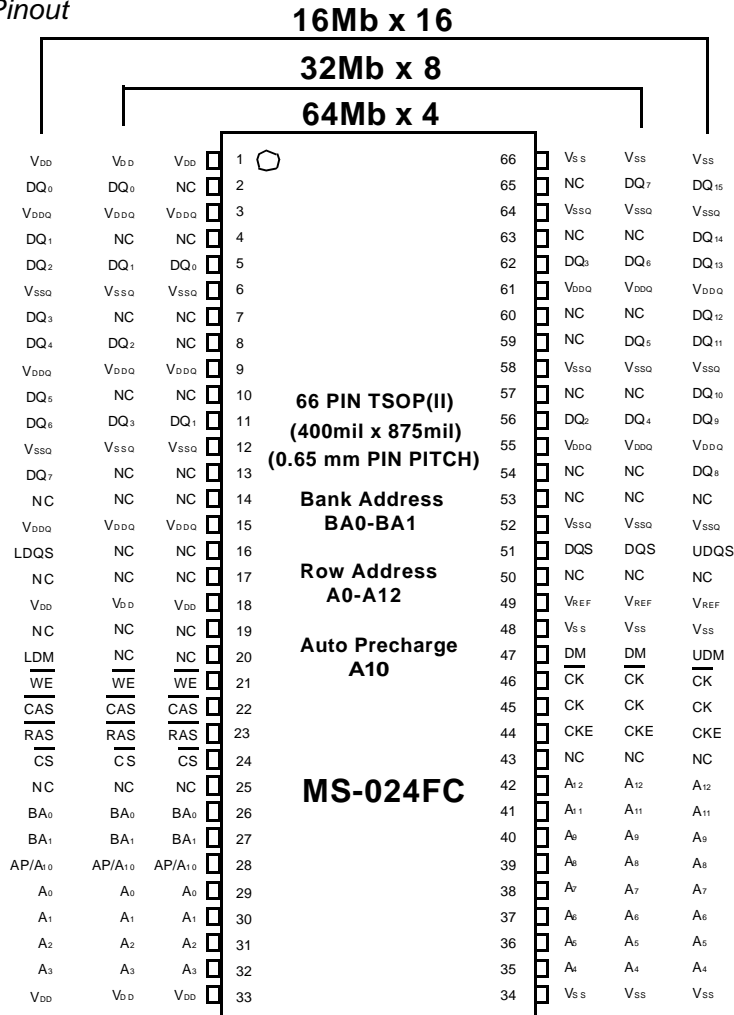 Pinout
16Mb x 16
32Mb x 8
64Mb x 4
VDD VDD VDD 1 66 VSS VSS VSS
DQ0 DQ0 NC 2 65 NC DQ7 DQ15
VDDQ VDDQ VDDQ 3 64 VSSQ VSSQ VSSQ
DQ1 NC NC 4 63 NC NC DQ14
DQ2 DQ1 DQ0 5 62 DQ3 DQ6 DQ13
VSSQ VSSQ VSSQ 6 61 VDDQ VDDQ VDDQ
DQ3 NC NC 7 60 NC NC DQ12
DQ4 DQ2 NC 8 59 NC DQ5 DQ11
VDDQ VDDQ VDDQ 9 58 VSSQ VSSQ VSSQ
DQ5 NC NC 10 57 NC NC DQ10
66 PIN TSOP(II)
DQ6 DQ3 DQ1 11 56 DQ2 DQ4 DQ9
(400mil x 875mil)
VSSQ VSSQ VSSQ 12 55 VDDQ VDDQ VDDQ
(0.65 mm PIN PITCH)
DQ7 NC NC 13 54 NC NC DQ8
NC NC NC 14 Bank Address 53 NC NC NC
VDDQ VDDQ VDDQ 15 BA0-BA1 52 VSSQ VSSQ VSSQ
LDQS NC NC 16 51 DQS DQS UDQS
NC NC NC 17 Row Address 50 NC NC NC
VDD VDD VDD 18 A0-A12 49 VREF VREF VREF
NC NC NC 19 48 VSS VSS VSS
LDM NC NC 20 Auto Precharge 47 DM DM UDM
A10
WE WE WE 21 46 CK CK CK
CAS CAS CAS 22 45 CK CK CK
RAS RAS RAS 23 44 CKE CKE CKE
CS CS CS 24 43 NC NC NC
NC NC NC 25 MS-024FC 42 A12 A12 A12
BA0 BA0 BA0 26 41 A11 A11 A11
BA1 BA1 BA1 27 40 A9 A9 A9
AP/A10 AP/A10 AP/A10 28 39 A8 A8 A8
A0 A0 A0 29 38 A7 A7 A7
A1 A1 A1 30 37 A6 A6 A6
A2 A2 A2 31 36 A5 A5 A5
A3 A3 A3 32 35 A4 A4 A4
VDD VDD VDD 33 34 VSS VSS VSS